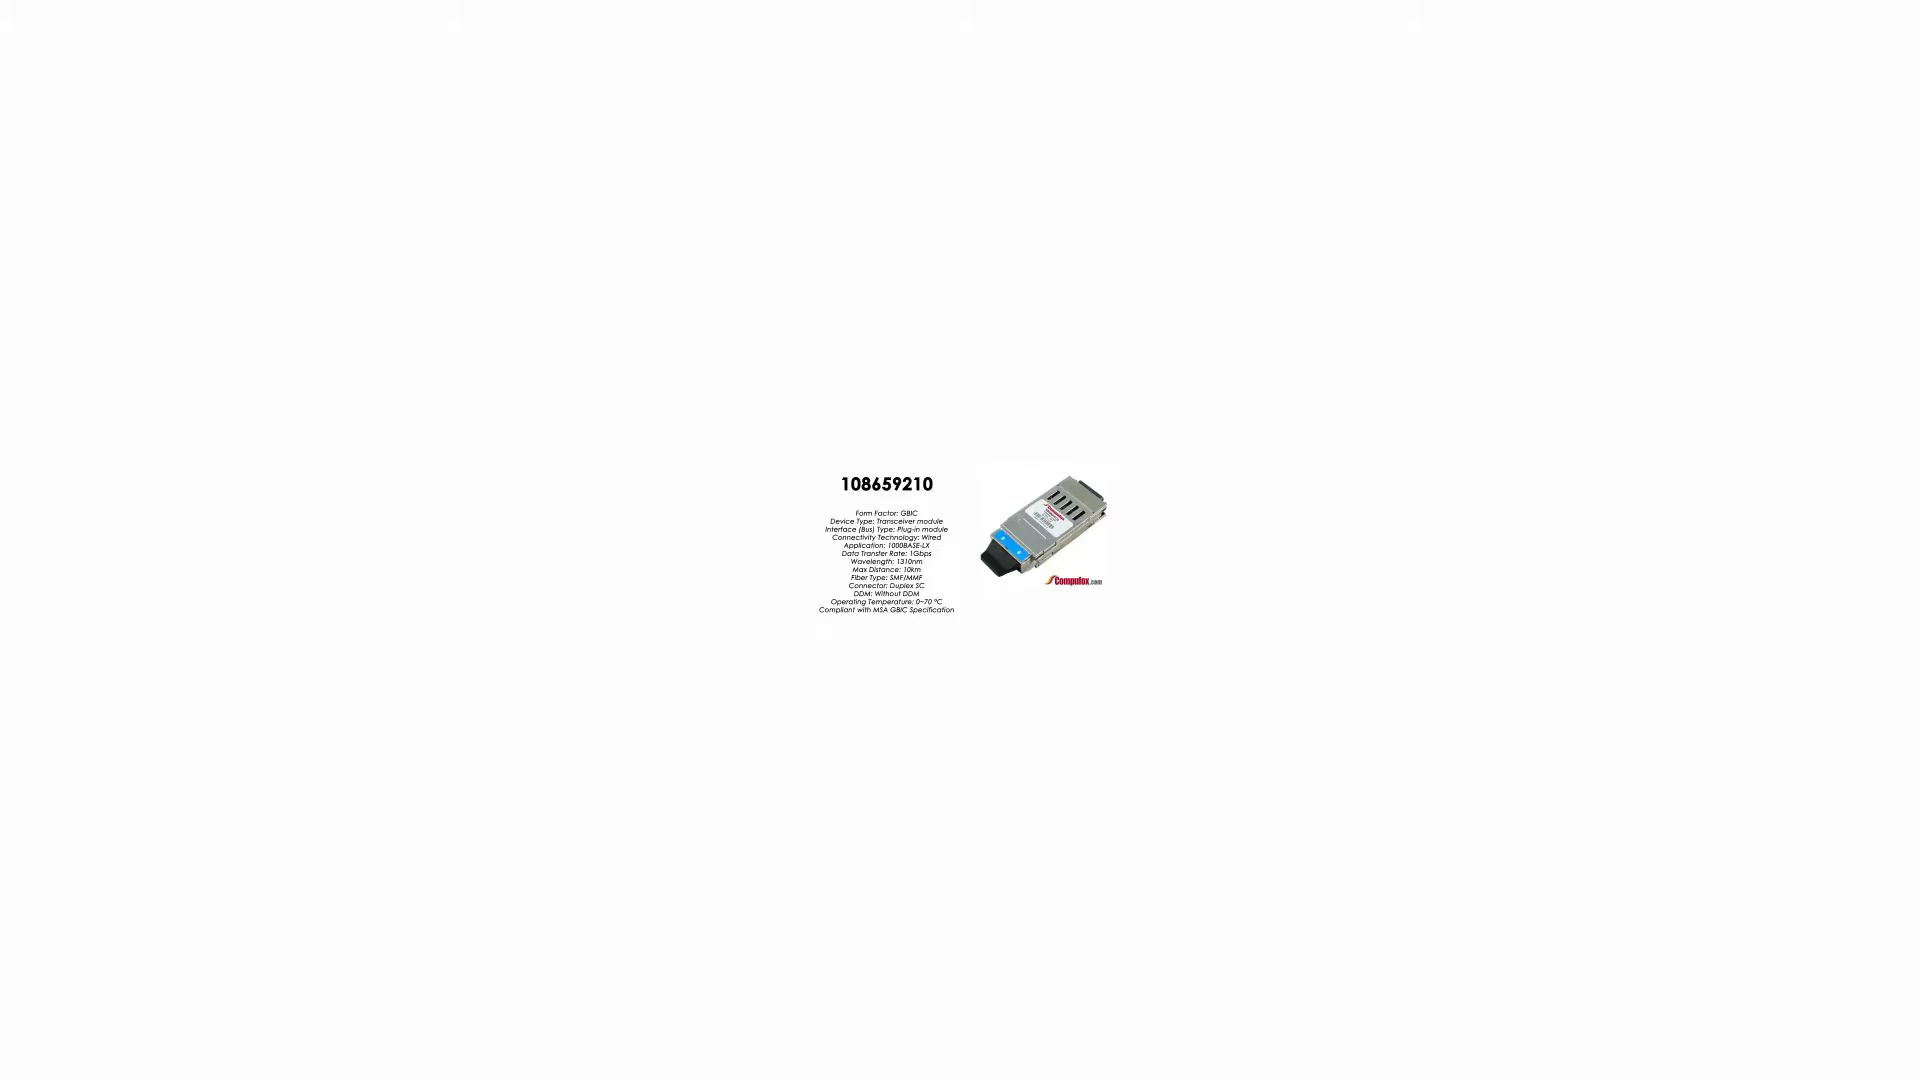 108659210
Form Factor: GBIC
Device Type: Transceiver module
Interface (Bus) Type: Plug-in module
Connectivity Technology: Wired
Application: 1000BASE-LX
Data Transfer Rate: 1Gbps
Wavelength: 1310nm
Max Distance: 10km
Fiber Type: SMF/MMF
Connector: Duplex SC
DDM: Without DDM
Operating Temperature: 0~70 °C
Compliant with MSA GBIC Specification
Compufox
Compufox.com